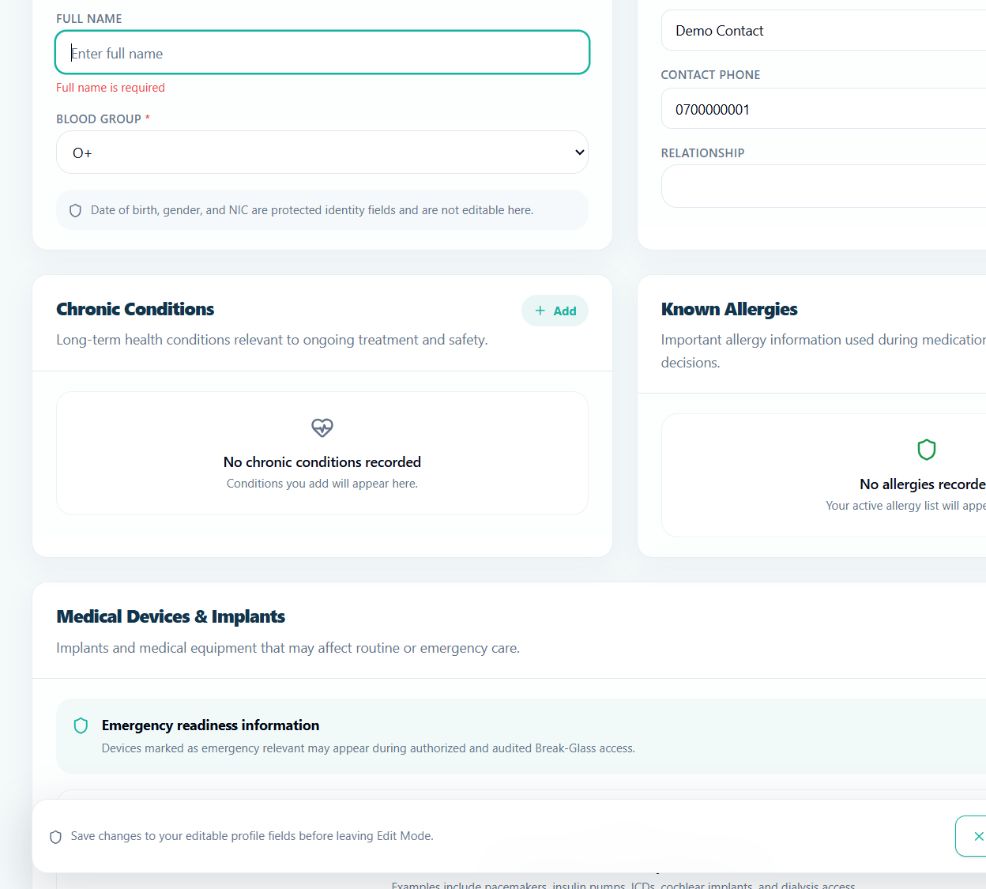 FULL NAME
Enter full name
Full name is required
BLOOD GROUP *
O+
Date of birth, gender, and NIC are protected identity fields and are not editable here.
Demo Contact
CONTACT PHONE
0700000001
RELATIONSHIP
Chronic Conditions
+ Add
Long-term health conditions relevant to ongoing treatment and safety.
No chronic conditions recorded
Conditions you add will appear here.
Known Allergies
Important allergy information used during medication
decisions.
No allergies recorde
Your active allergy list will appe
Medical Devices & Implants
Implants and medical equipment that may affect routine or emergency care.
Emergency readiness information
Devices marked as emergency relevant may appear during authorized and audited Break-Glass access.
Save changes to your editable profile fields before leaving Edit Mode.
Examples include pacemakers, insulin pumps, ICDs, cochlear implants, and dialysis access